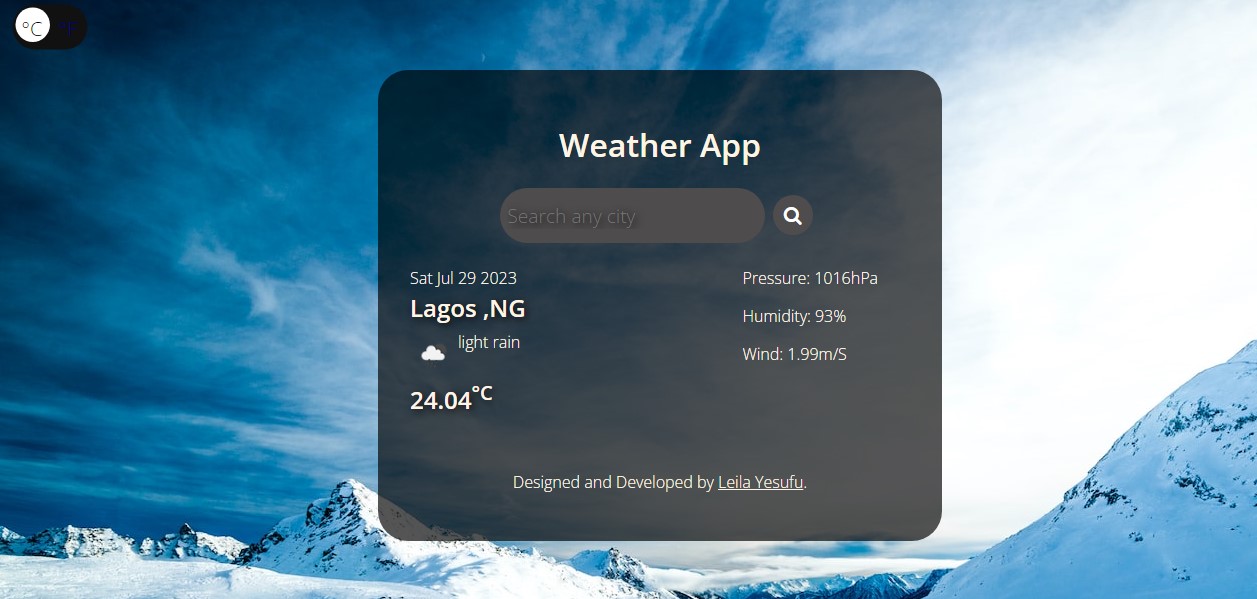 °C
Weather App
Search any city
Sat Jul 29 2023
Lagos ,NG
light rain
24.04°C
Pressure: 1016hPa
Humidity: 93%
Wind: 1.99m/S
Designed and Developed by Leila Yesufu.